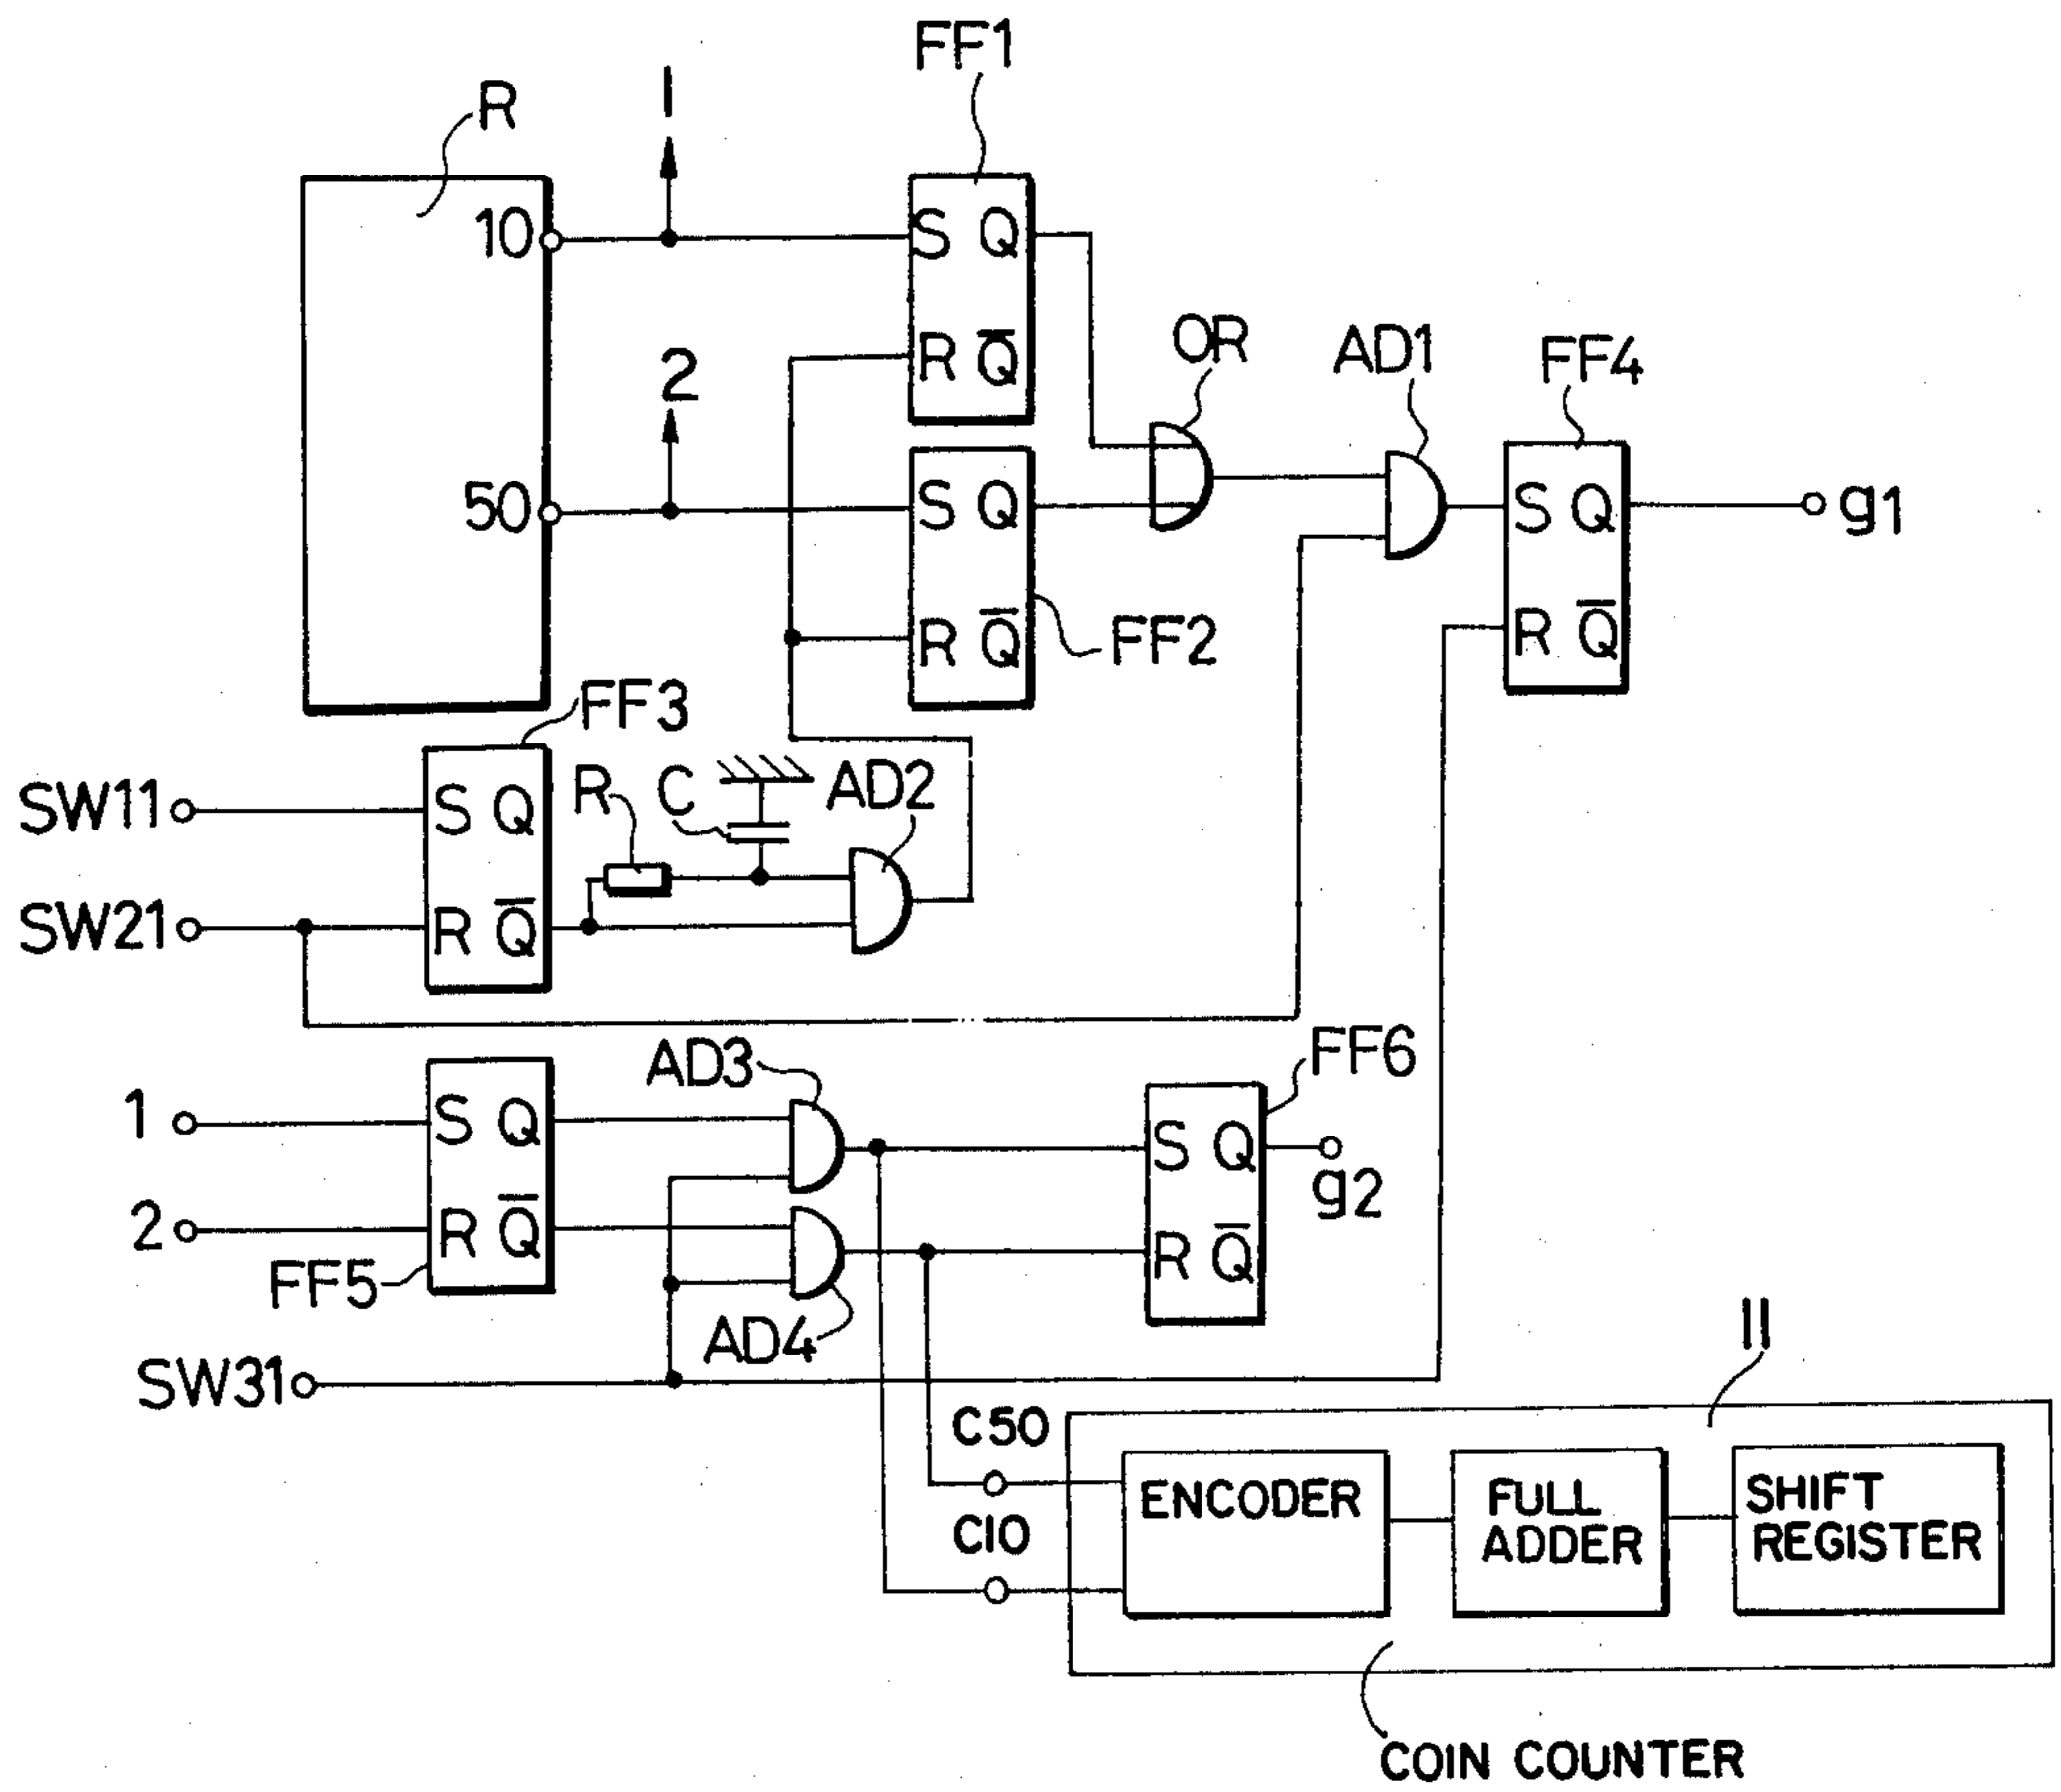 FF1
R
1
10
S Q
R Q̅
OR
AD1
FF4
2
50
S Q
R Q̅
FF2
S Q
R Q̅
g1
FF3
SW11
S Q
R
C
AD2
SW21
R Q̅
AD3
FF6
1
S Q
2
R Q̅
FF5
AD4
S Q
R Q̅
g2
SW31
11
C50
C10
ENCODER
FULL
ADDER
SHIFT
REGISTER
COIN COUNTER